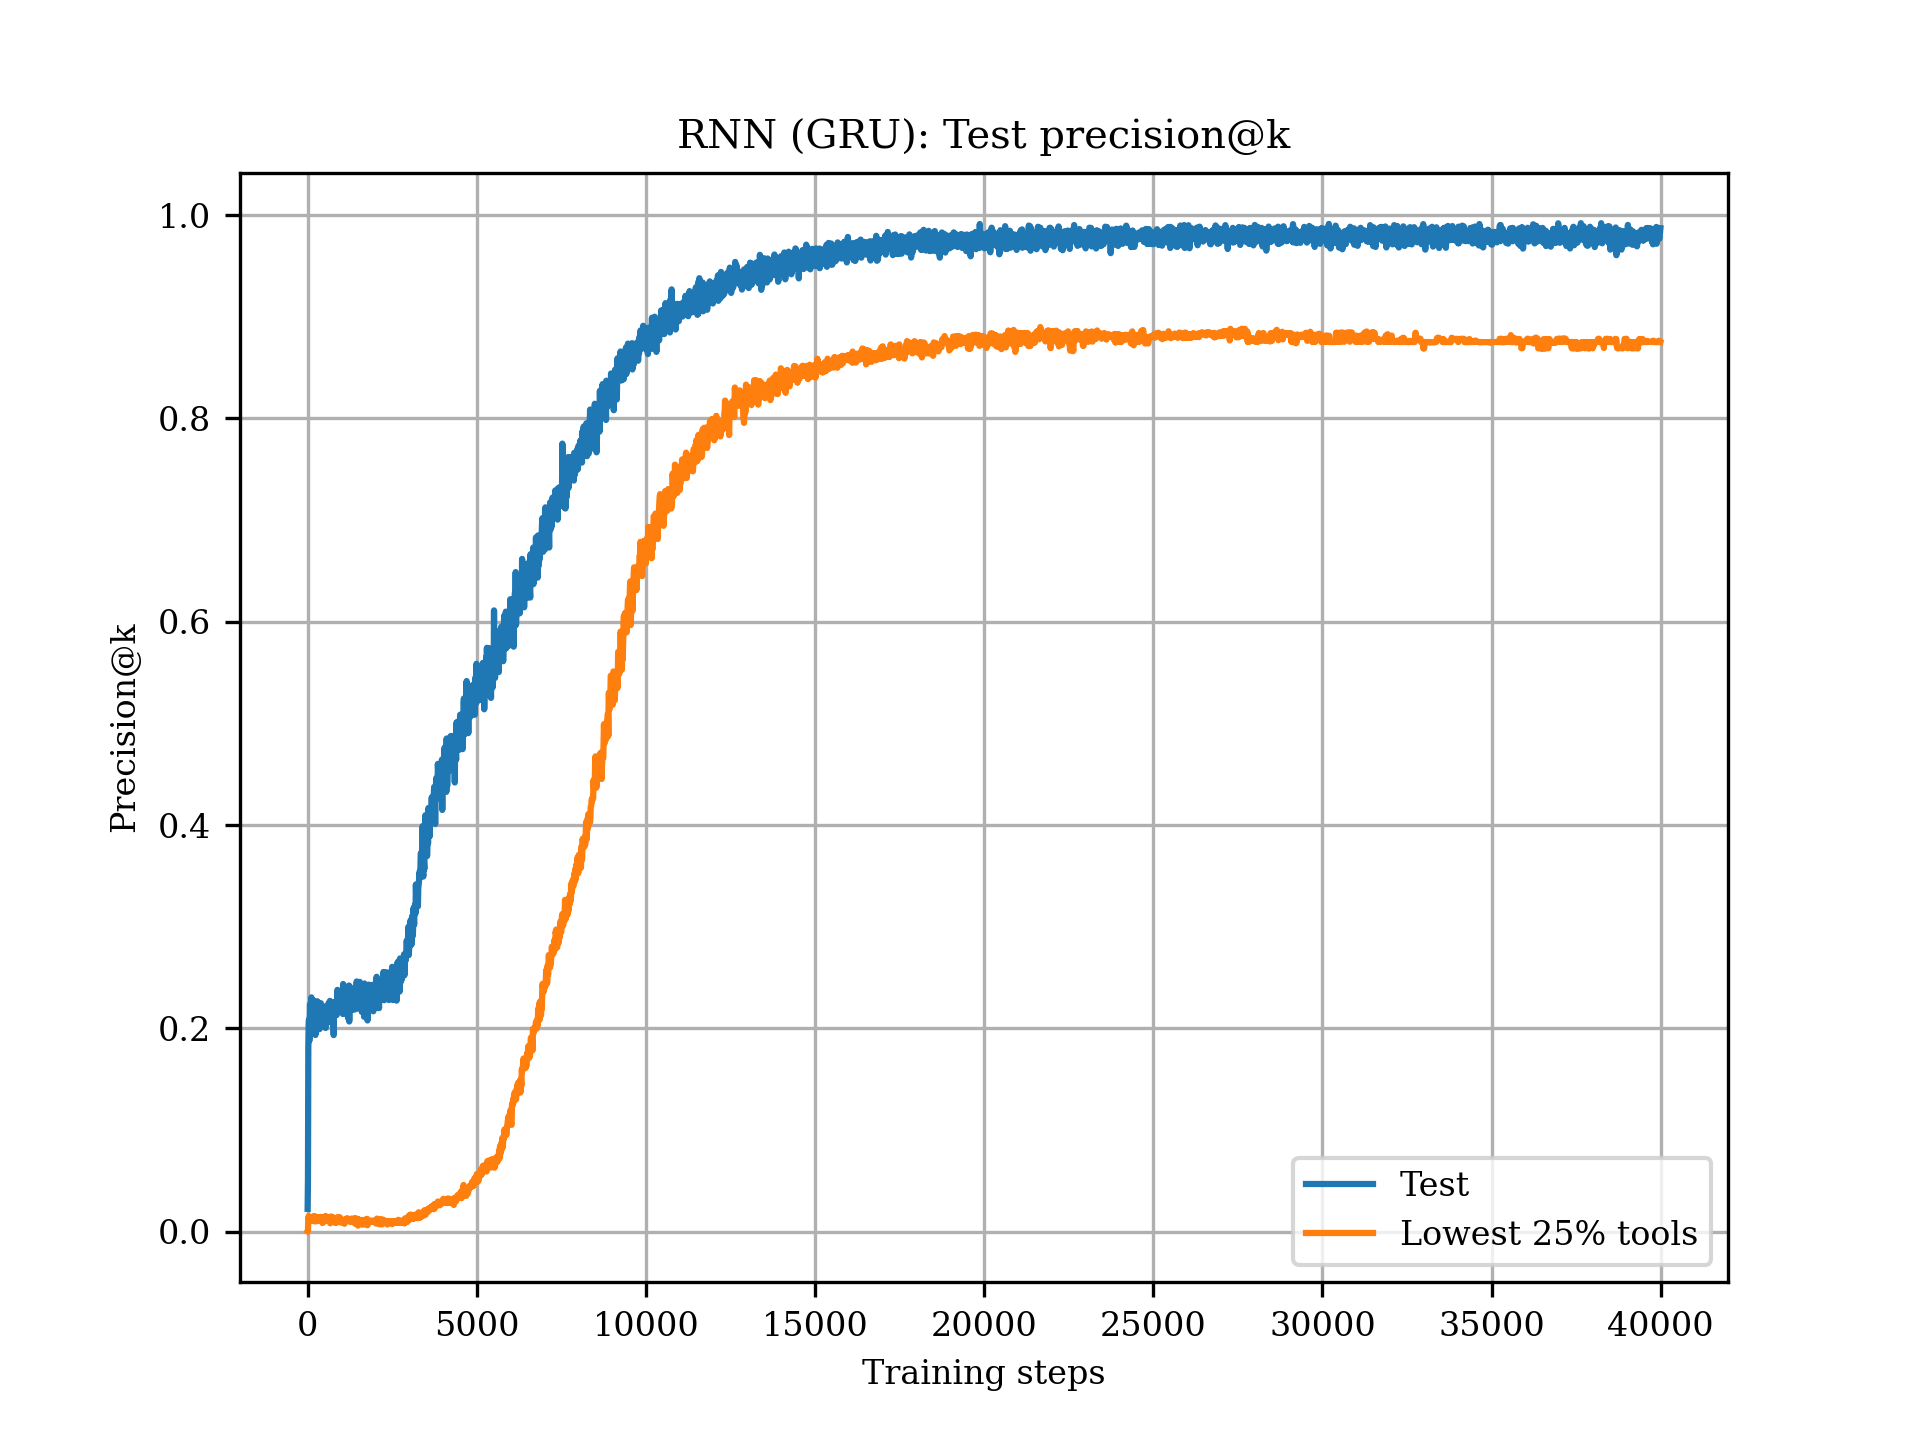 RNN (GRU): Test precision@k
1.0
0.8
0.6
0.4
0.2
0.0
Precision@k
Test
Lowest 25% tools
0 5000 10000 15000 20000 25000 30000 35000 40000
Training steps